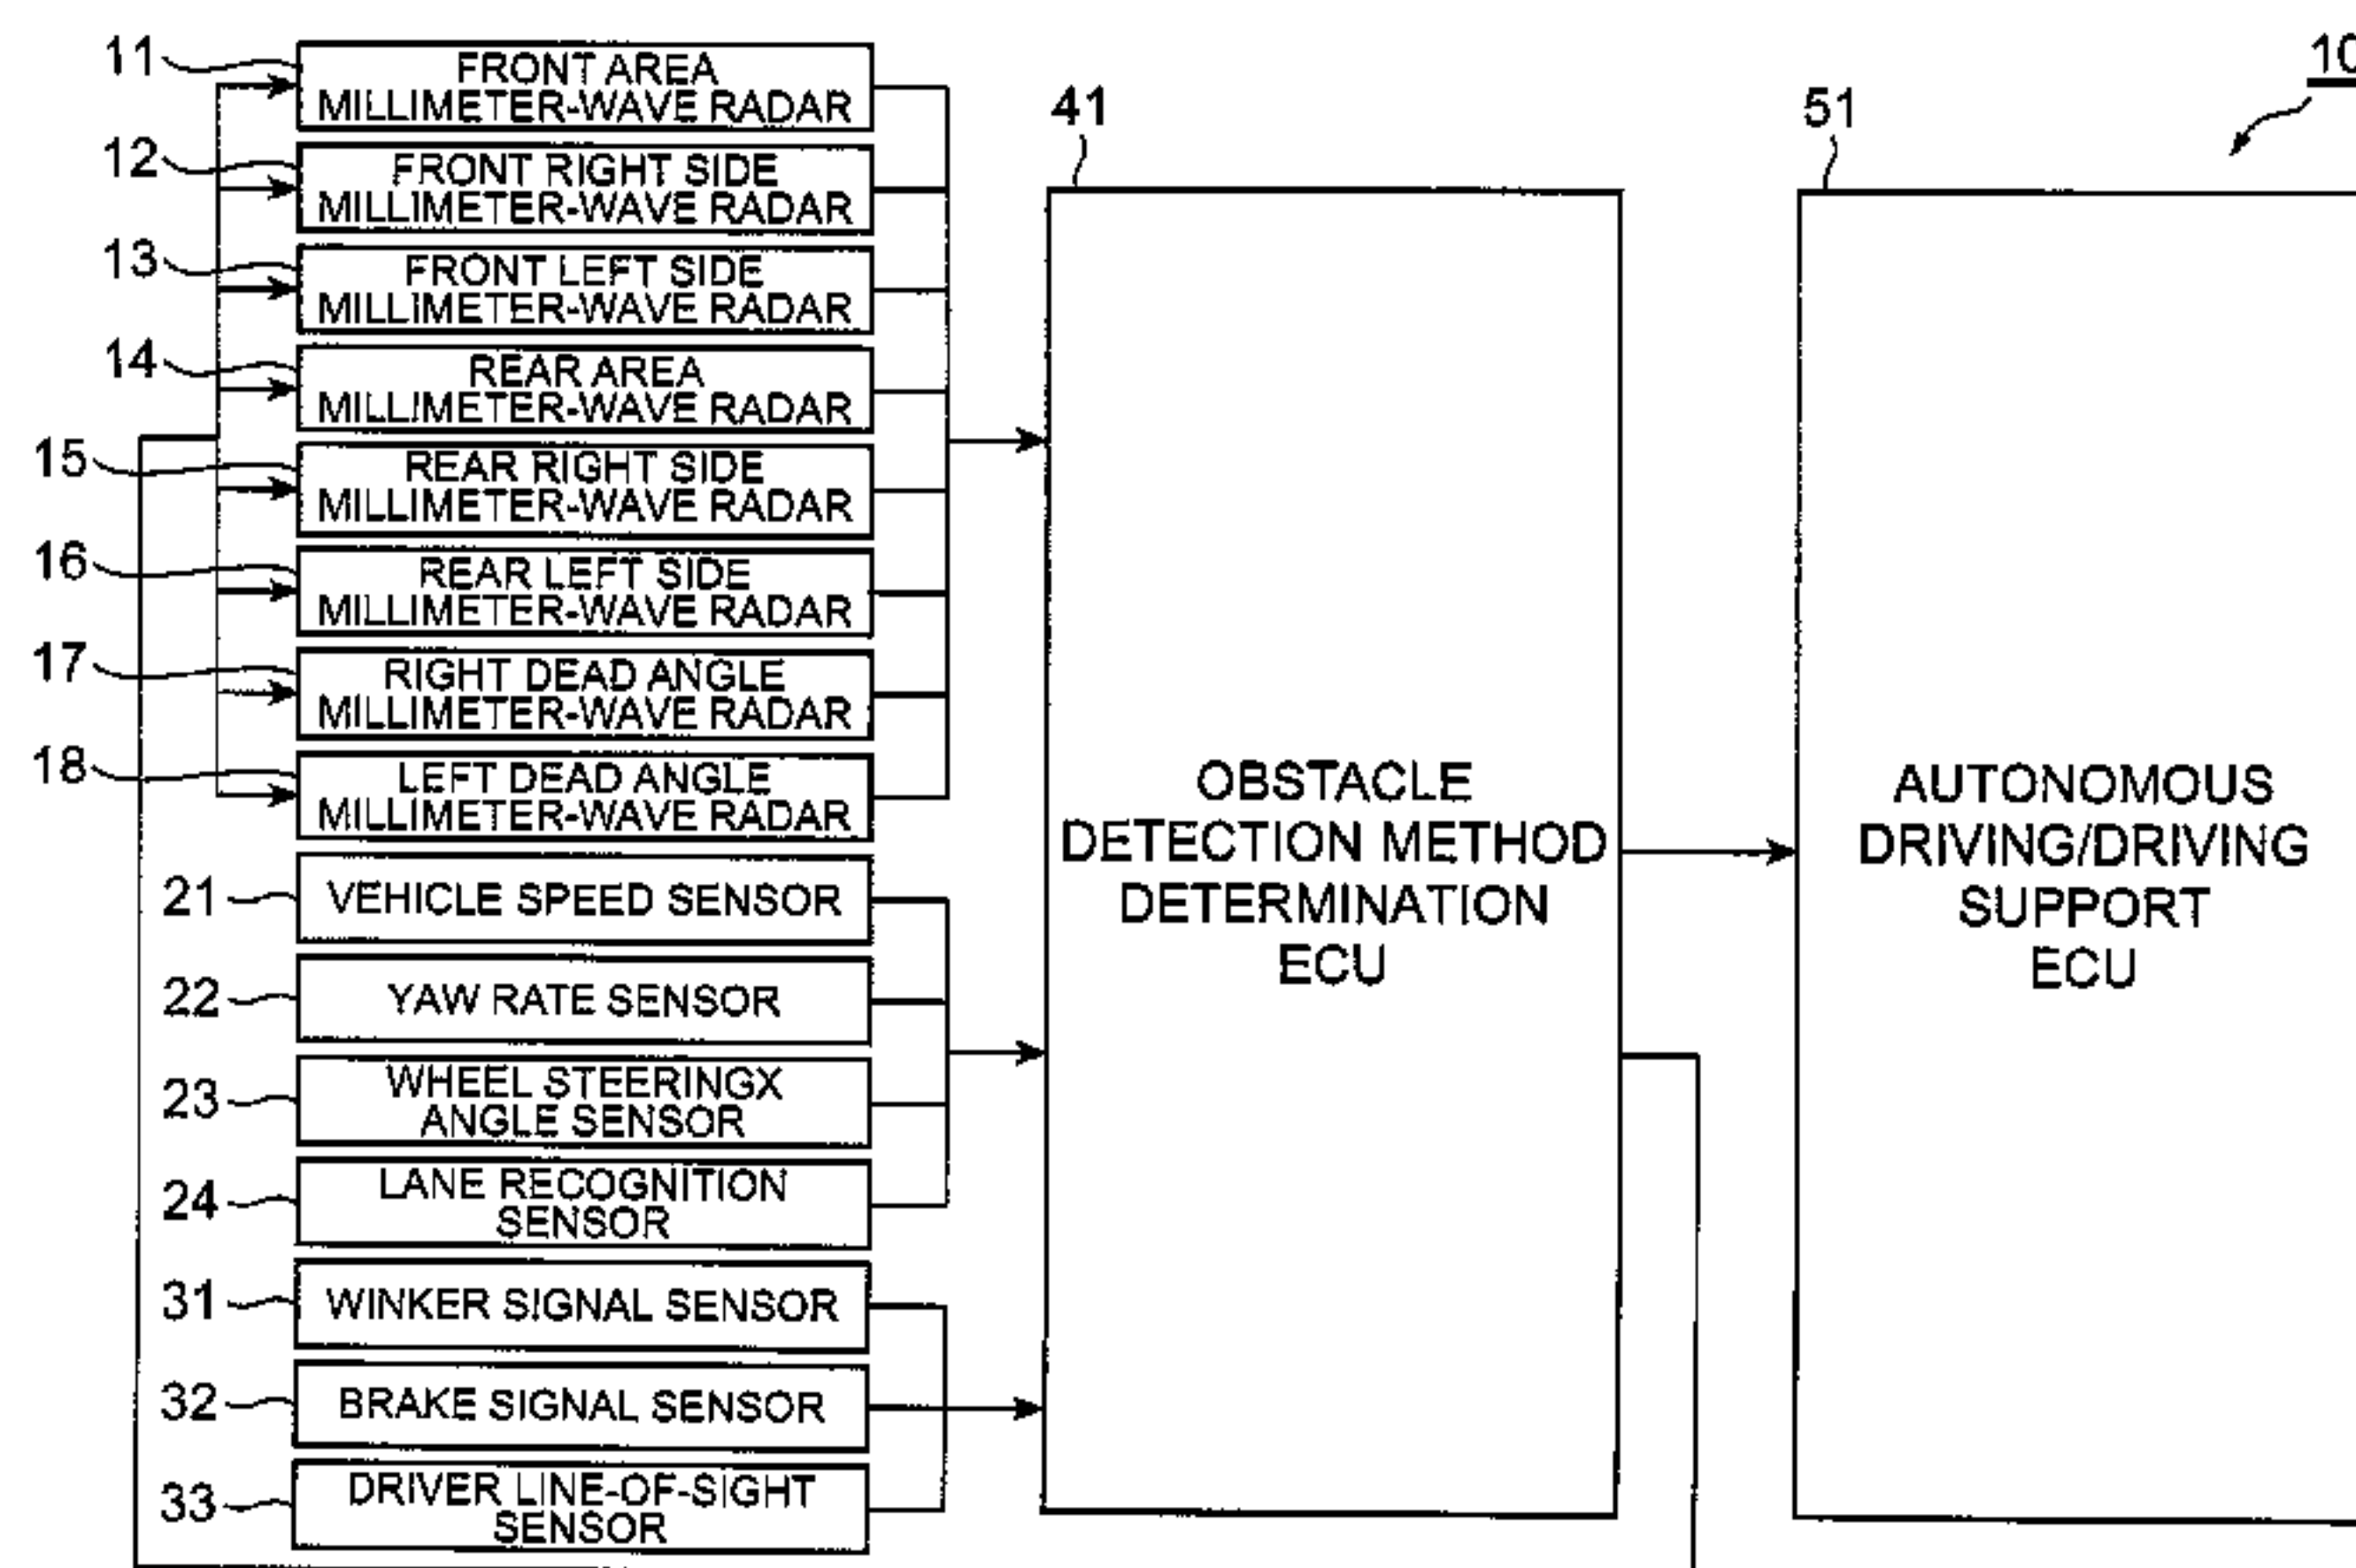 10
11
FRONT AREA
MILLIMETER-WAVE RADAR
12
FRONT RIGHT SIDE
MILLIMETER-WAVE RADAR
13
FRONT LEFT SIDE
MILLIMETER-WAVE RADAR
14
REAR AREA
MILLIMETER-WAVE RADAR
15
REAR RIGHT SIDE
MILLIMETER-WAVE RADAR
16
REAR LEFT SIDE
MILLIMETER-WAVE RADAR
17
RIGHT DEAD ANGLE
MILLIMETER-WAVE RADAR
18
LEFT DEAD ANGLE
MILLIMETER-WAVE RADAR
21
VEHICLE SPEED SENSOR
22
YAW RATE SENSOR
23
WHEEL STEERINGX
ANGLE SENSOR
24
LANE RECOGNITION
SENSOR
31
WINKER SIGNAL SENSOR
32
BRAKE SIGNAL SENSOR
33
DRIVER LINE-OF-SIGHT
SENSOR
41
OBSTACLE
DETECTION METHOD
DETERMINATION
ECU
51
AUTONOMOUS
DRIVING/DRIVING
SUPPORT
ECU